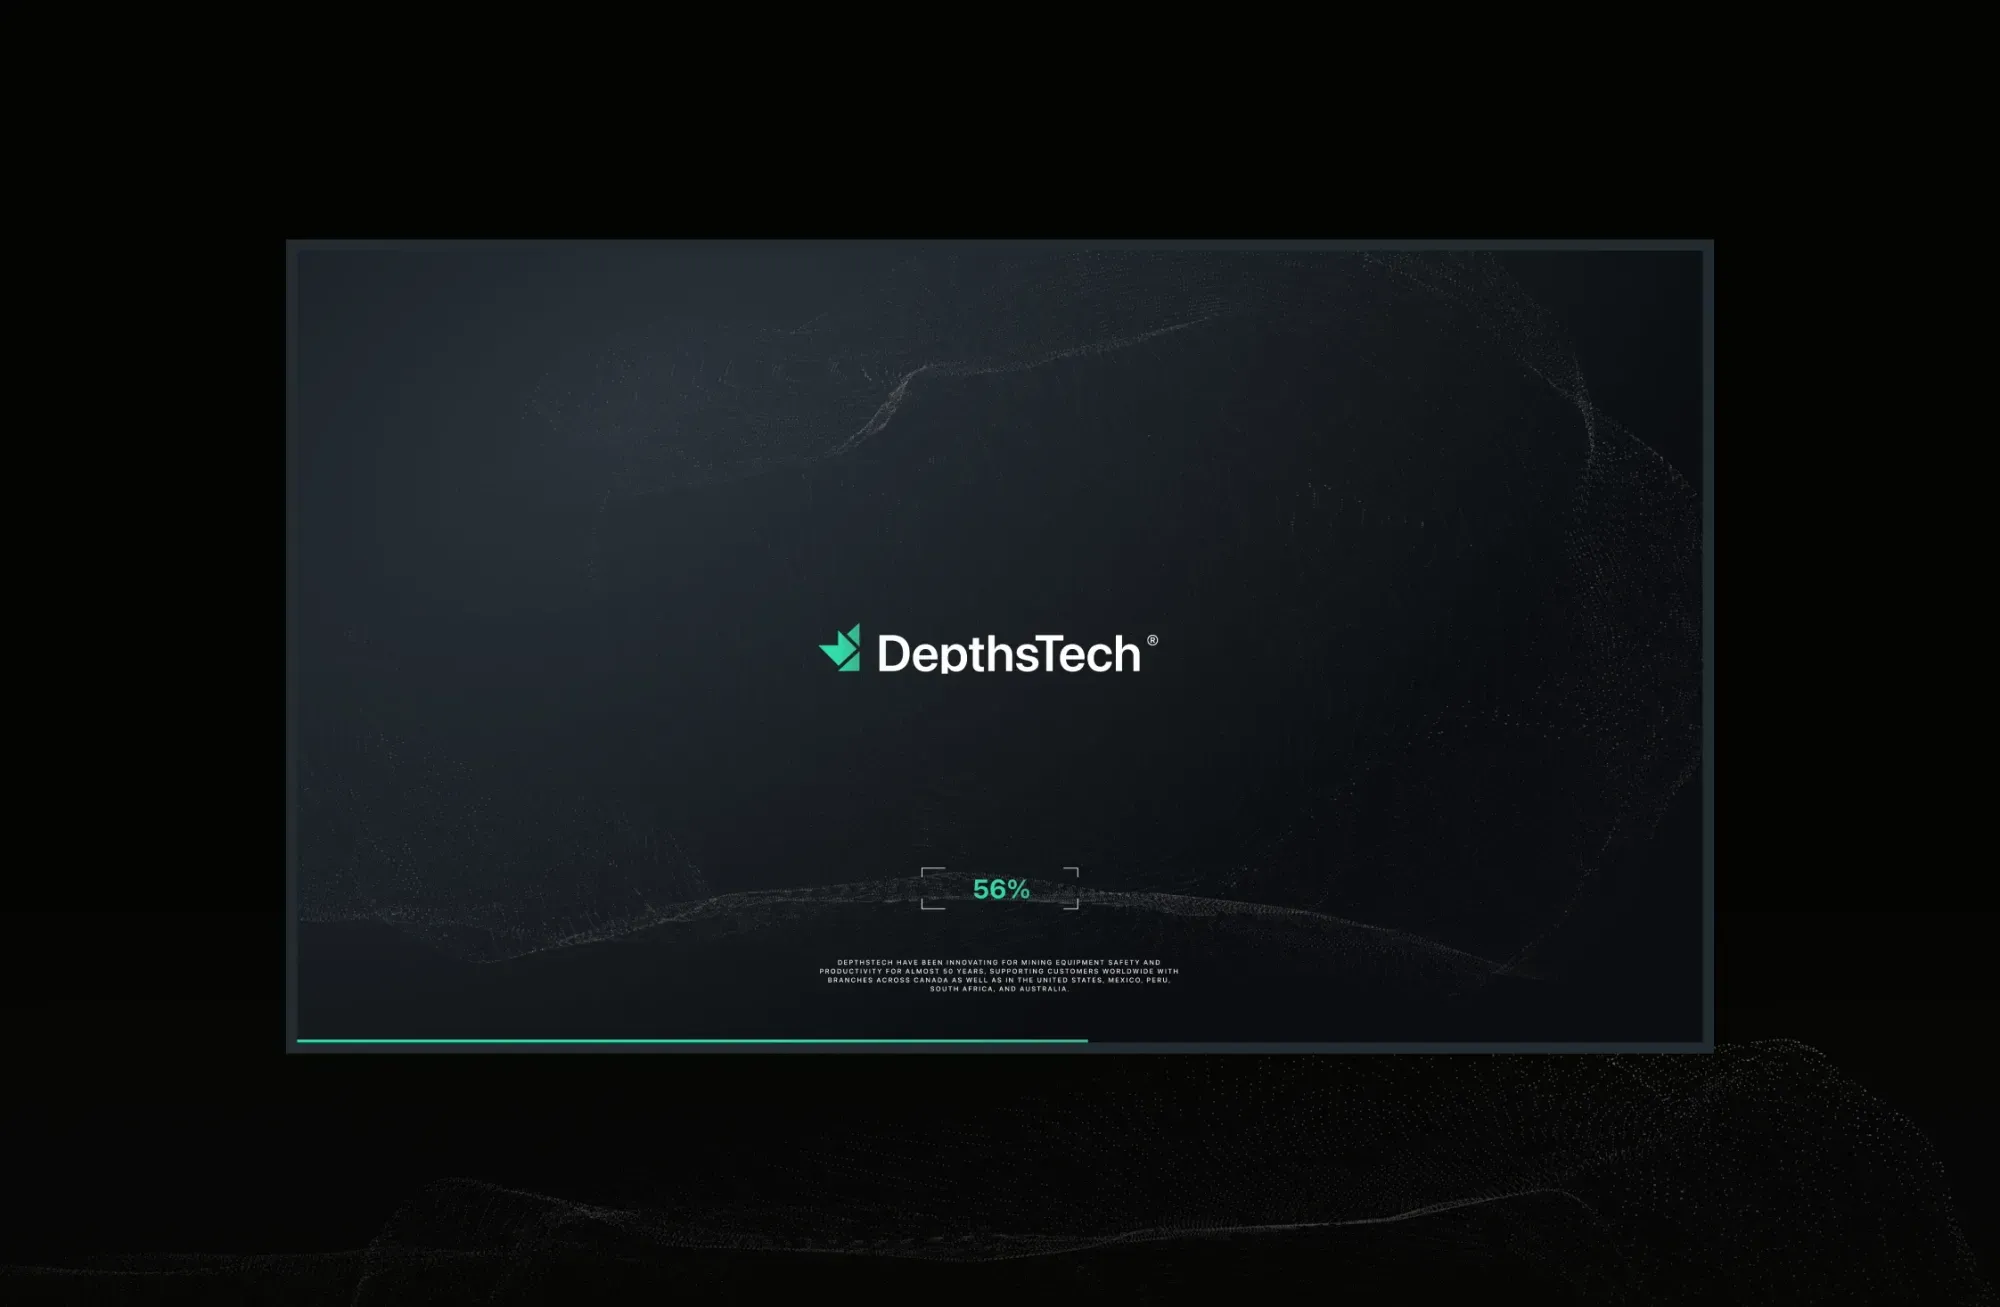 DepthsTech®
56%
DEPTHSTECH HAVE BEEN INNOVATING FOR MINING EQUIPMENT SAFETY AND
PRODUCTIVITY FOR ALMOST 50 YEARS, SUPPORTING CUSTOMERS WORLDWIDE WITH
BRANCHES ACROSS CANADA AS WELL AS IN THE UNITED STATES, MEXICO, PERU,
SOUTH AFRICA, AND AUSTRALIA.